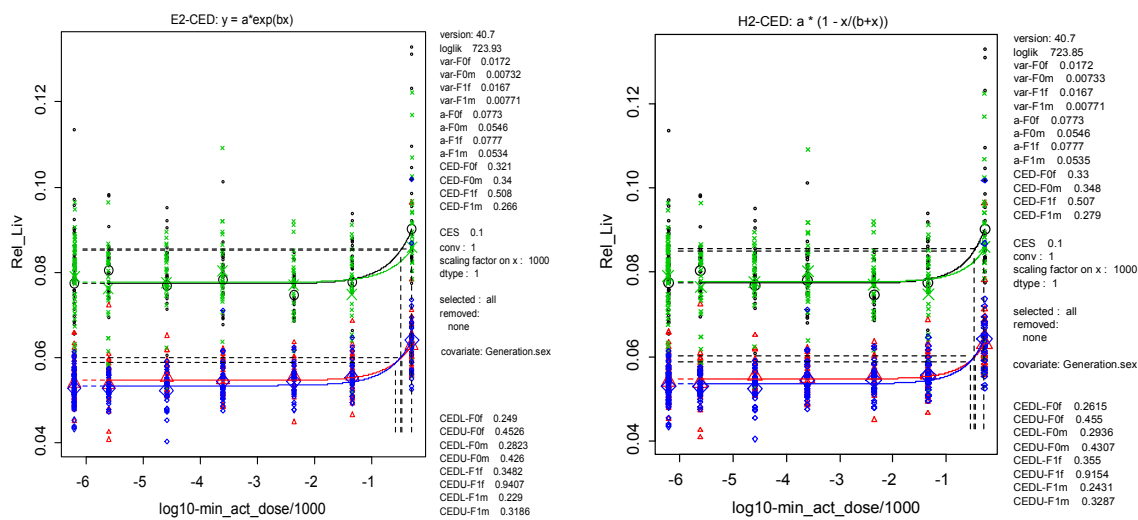 E2-CED: y = a*exp(bx)
Rel_Liv
0.04 0.06 0.08 0.10 0.12
-6 -5 -4 -3 -2 -1
log10-min_act_dose/1000
version: 40.7
loglik 723.93
var-F0f 0.0172
var-F0m 0.00732
var-F1f 0.0167
var-F1m 0.00771
a-F0f 0.0773
a-F0m 0.0546
a-F1f 0.0777
a-F1m 0.0534
CED-F0f 0.321
CED-F0m 0.34
CED-F1f 0.508
CED-F1m 0.266
CES 0.1
conv : 1
scaling factor on x : 1000
dtype : 1
selected : all
removed:
none
covariate: Generation.sex
CEDL-F0f 0.249
CEDU-F0f 0.4526
CEDL-F0m 0.2823
CEDU-F0m 0.426
CEDL-F1f 0.3482
CEDU-F1f 0.9407
CEDL-F1m 0.229
CEDU-F1m 0.3186
H2-CED: a * (1 - x/(b+x))
Rel_Liv
0.04 0.06 0.08 0.10 0.12
-6 -5 -4 -3 -2 -1
log10-min_act_dose/1000
version: 40.7
loglik 723.85
var-F0f 0.0172
var-F0m 0.00733
var-F1f 0.0167
var-F1m 0.00771
a-F0f 0.0773
a-F0m 0.0546
a-F1f 0.0777
a-F1m 0.0535
CED-F0f 0.33
CED-F0m 0.348
CED-F1f 0.507
CED-F1m 0.279
CES 0.1
conv : 1
scaling factor on x : 1000
dtype : 1
selected : all
removed:
none
covariate: Generation.sex
CEDL-F0f 0.2615
CEDU-F0f 0.455
CEDL-F0m 0.2936
CEDU-F0m 0.4307
CEDL-F1f 0.355
CEDU-F1f 0.9154
CEDL-F1m 0.2431
CEDU-F1m 0.3287